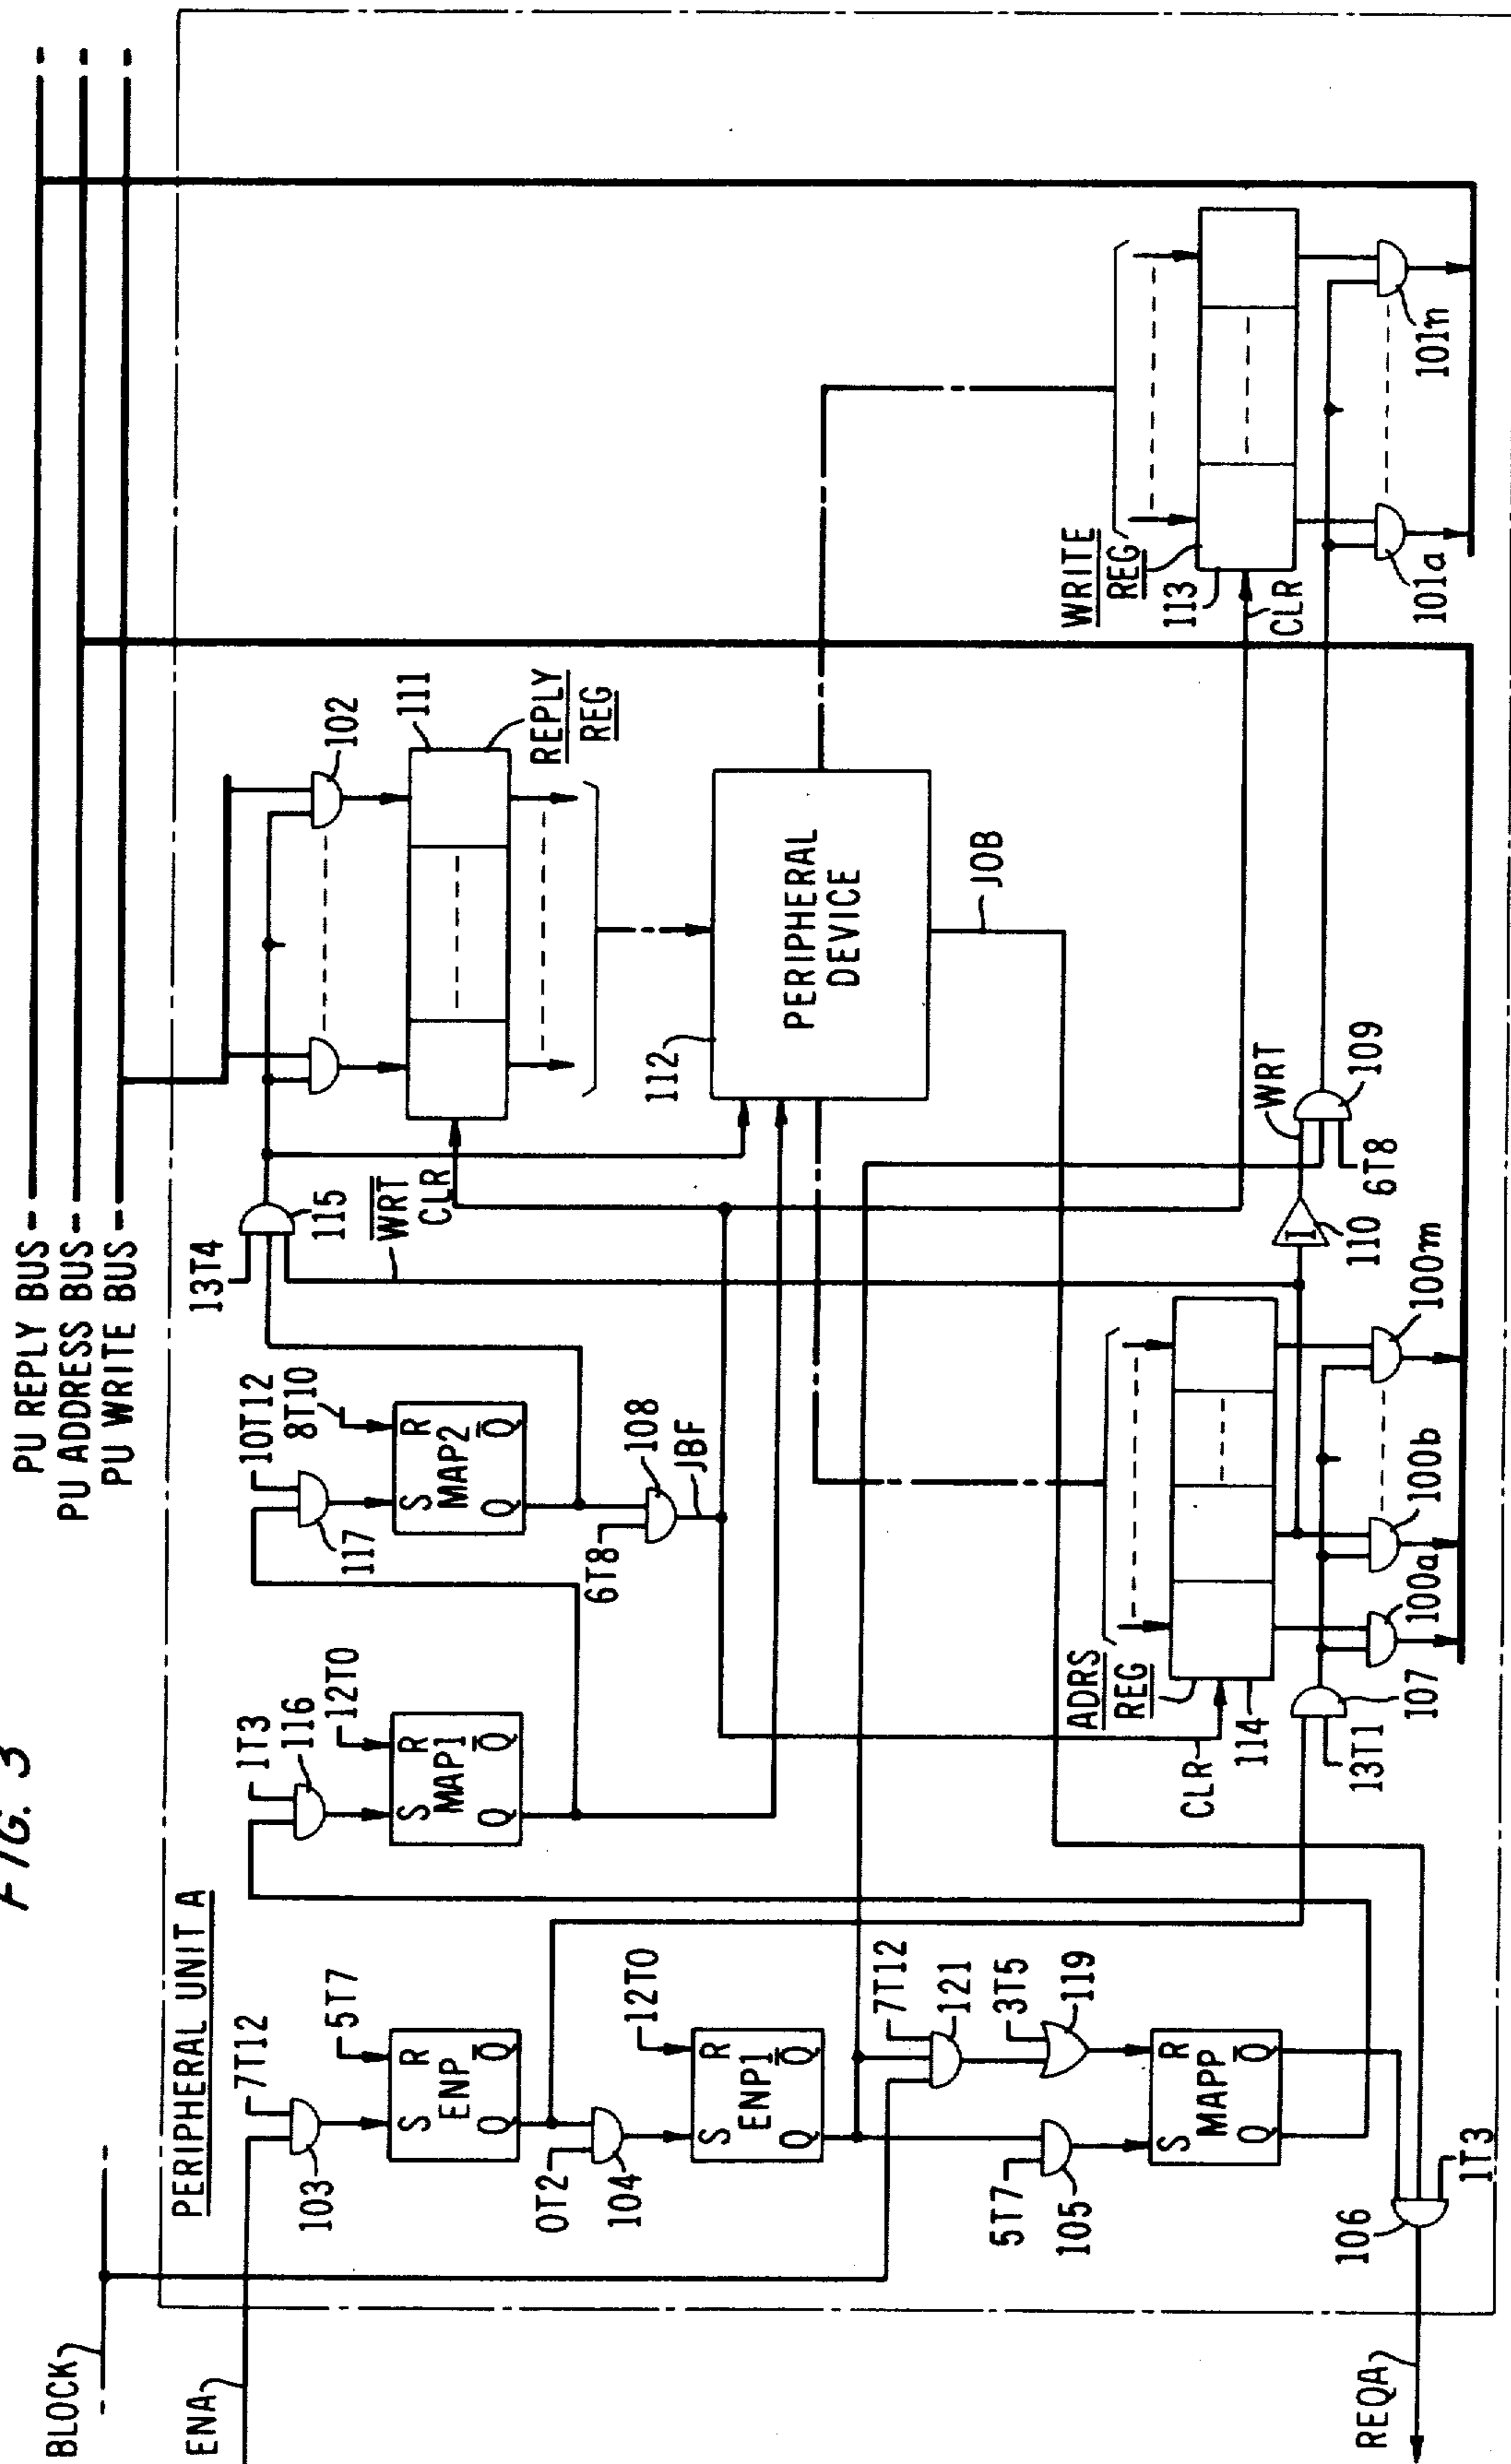 FIG. 3
PU REPLY BUS
PU ADDRESS BUS
PU WRITE BUS
BLOCK
ENA
REQA
PERIPHERAL UNIT A
7T12
103
5T7
S R
ENP
Q Q̅
0T2
104
12T0
S R
ENP1
Q Q̅
7T12
121
5T7
105
3T5
119
S R
MAPP
Q Q̅
106
1T3
1T3
116
12T0
S R
MAP1
Q Q̅
10T12
117
8T10
S R
MAP2
Q Q̅
6T8
108
JBF
13T4
115
W̅R̅T̅
CLR
102
111
REPLY
REG
112
PERIPHERAL
DEVICE
JOB
ADRS
REG
CLR
114
13T1
107
100a
100b
100m
110
I
WRT
6T8
109
WRITE
REG
113
CLR
101a
101n